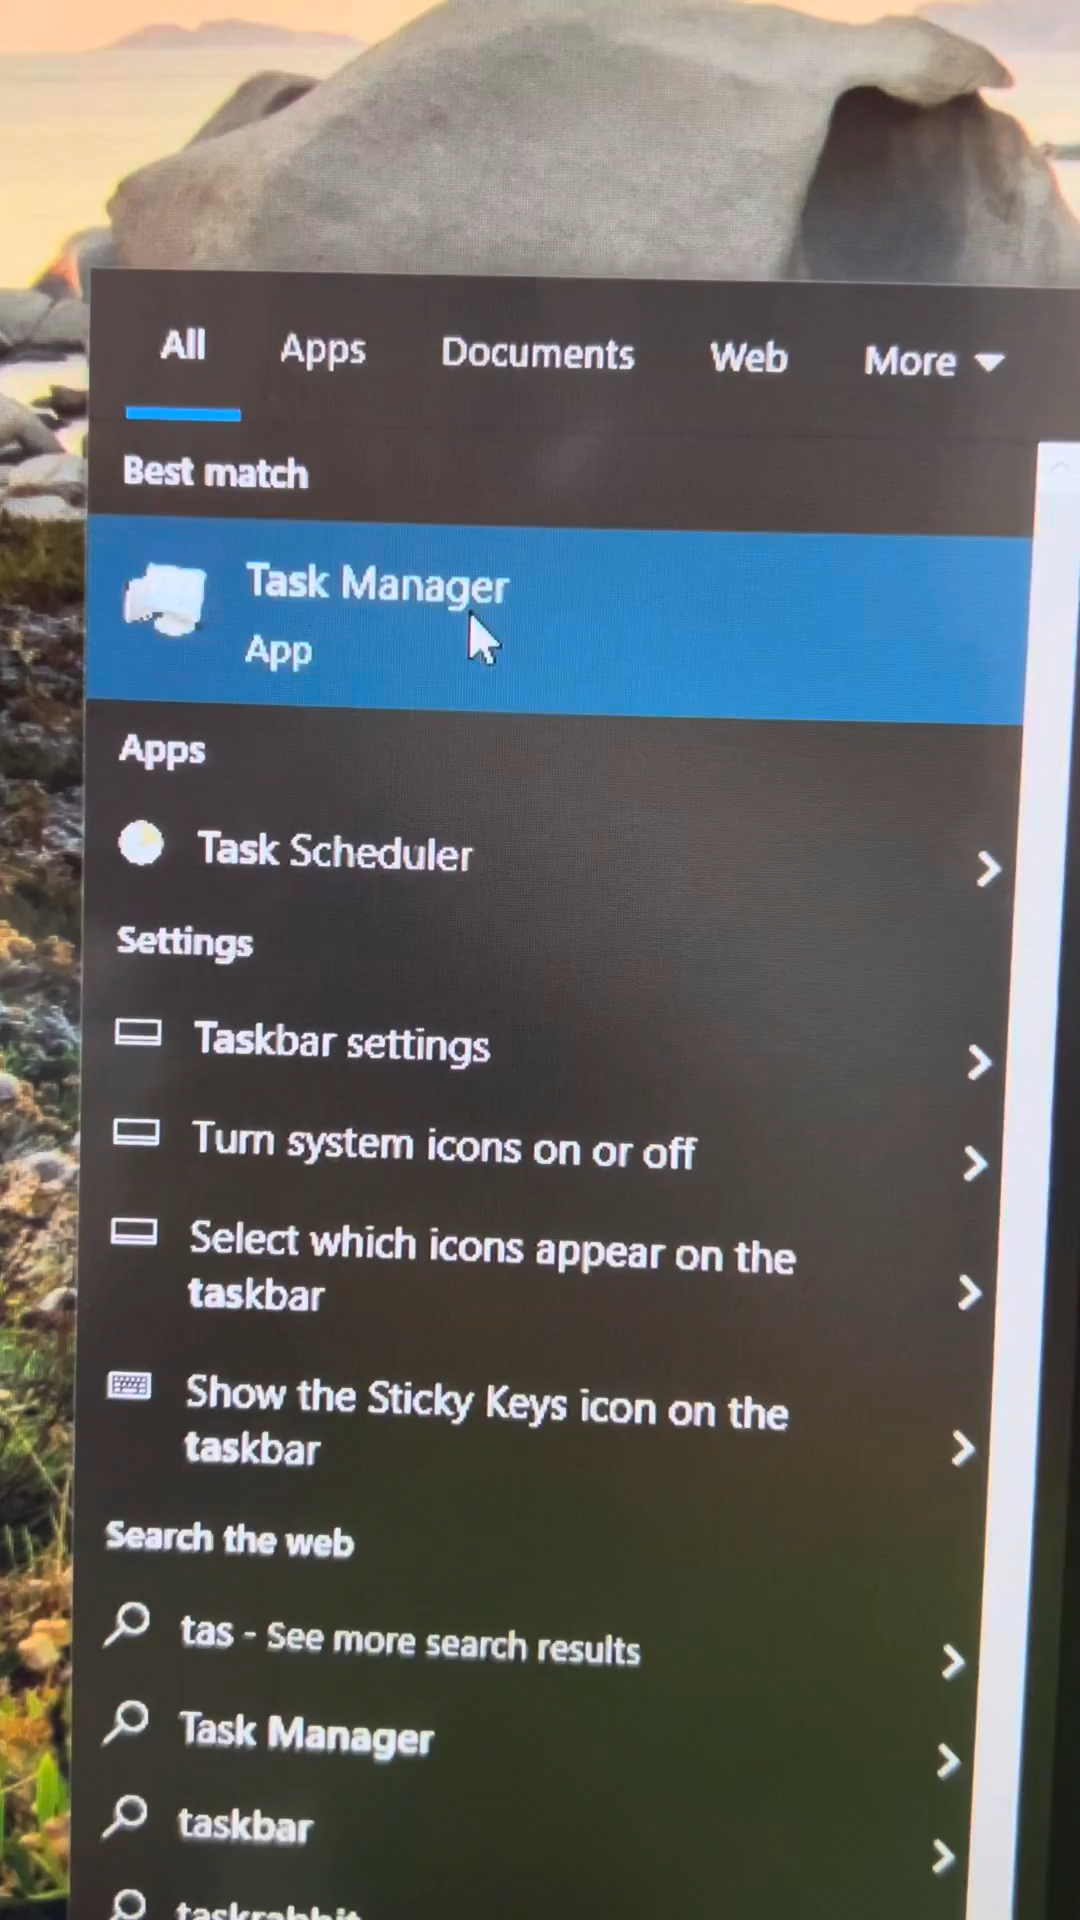 All Apps Documents Web More
Best match
Task Manager
App
Apps
Task Scheduler
Settings
Taskbar settings
Turn system icons on or off
Select which icons appear on the
taskbar
Show the Sticky Keys icon on the
taskbar
Search the web
tas - See more search results
Task Manager
taskbar
taskrabbit